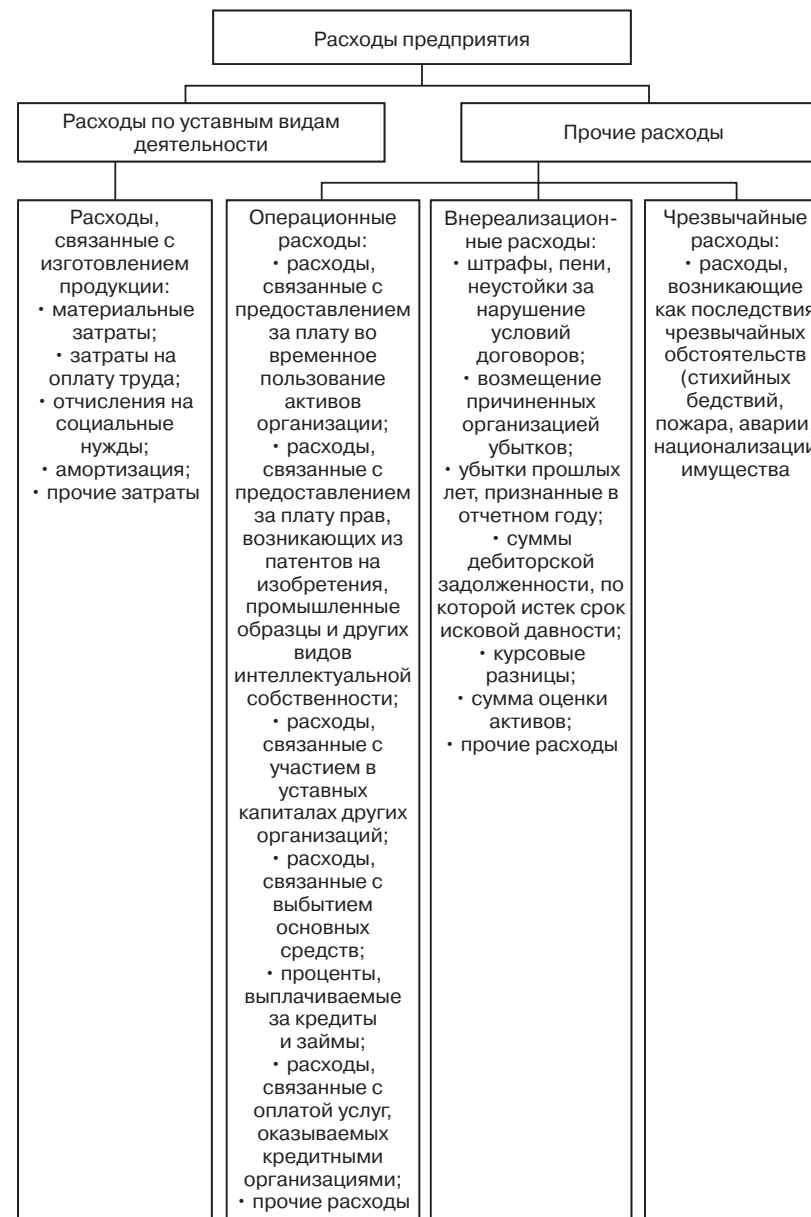 Расходы предприятия
Расходы по уставным видам
деятельности
Прочие расходы
Расходы,
связанные с
изготовлением
продукции:
• материальные
затраты;
• затраты на
оплату труда;
• отчисления на
социальные
нужды;
• амортизация;
• прочие затраты
Операционные
расходы:
• расходы,
связанные с
предоставлением
за плату во
временное
пользование
активов
организации;
• расходы,
связанные с
предоставлением
за плату прав,
возникающих из
патентов на
изобретения,
промышленные
образцы и других
видов
интеллектуальной
собственности;
• расходы,
связанные с
участием в
уставных
капиталах других
организаций;
• расходы,
связанные с
выбытием
основных
средств;
• проценты,
выплачиваемые
за кредиты
и займы;
• расходы,
связанные с
оплатой услуг,
оказываемых
кредитными
организациями;
• прочие расходы
Внереализацион-
ные расходы:
• штрафы, пени,
неустойки за
нарушение
условий
договоров;
• возмещение
причиненных
организацией
убытков;
• убытки прошлых
лет, признанные в
отчетном году;
• суммы
дебиторской
задолженности, по
которой истек срок
исковой давности;
• курсовые
разницы;
• сумма оценки
активов;
• прочие расходы
Чрезвычайные
расходы:
• расходы,
возникающие
как последствия
чрезвычайных
обстоятельств
(стихийных
бедствий,
пожара, аварии
национализации
имущества